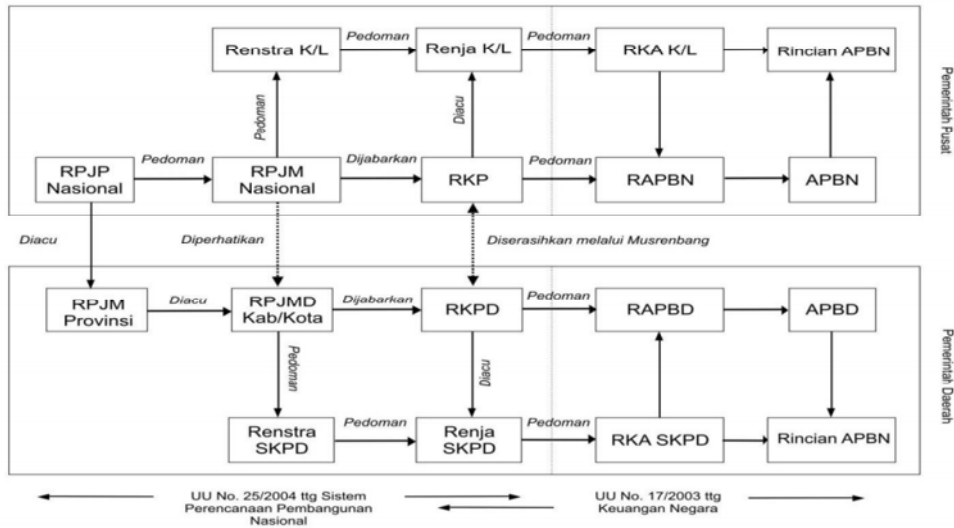 Renstra K/L
Pedoman
Renja K/L
Pedoman
RKA K/L
Rincian APBN
Pedoman
Diacu
Pemerintah Pusat
RPJP
Nasional
Pedoman
RPJM
Nasional
Dijabarkan
RKP
Pedoman
RAPBN
APBN
Diacu
Diperhatikan
Diserasihkan melalui Musrenbang
RPJM
Provinsi
Diacu
RPJMD
Kab/Kota
Dijabarkan
RKPD
Pedoman
RAPBD
APBD
Pedoman
Diacu
Pemerintah Daerah
Renstra
SKPD
Pedoman
Renja
SKPD
Pedoman
RKA SKPD
Rincian APBN
UU No. 25/2004 ttg Sistem
Perencanaan Pembangunan
Nasional
UU No. 17/2003 ttg
Keuangan Negara